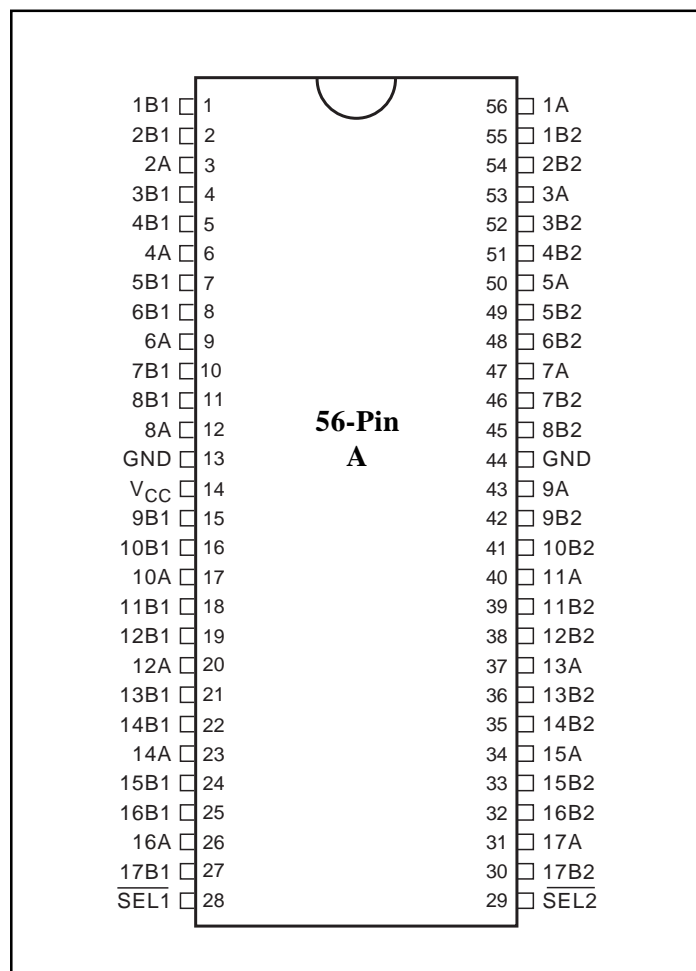 1B1 1 56 1A
2B1 2 55 1B2
2A 3 54 2B2
3B1 4 53 3A
4B1 5 52 3B2
4A 6 51 4B2
5B1 7 50 5A
6B1 8 49 5B2
6A 9 48 6B2
7B1 10 47 7A
8B1 11 46 7B2
8A 12 45 8B2
GND 13 44 GND
VCC 14 43 9A
9B1 15 42 9B2
10B1 16 41 10B2
10A 17 40 11A
11B1 18 39 11B2
12B1 19 38 12B2
12A 20 37 13A
13B1 21 36 13B2
14B1 22 35 14B2
14A 23 34 15A
15B1 24 33 15B2
16B1 25 32 16B2
16A 26 31 17A
17B1 27 30 17B2
S̅E̅L̅1̅ 28 29 S̅E̅L̅2̅
56-Pin
A